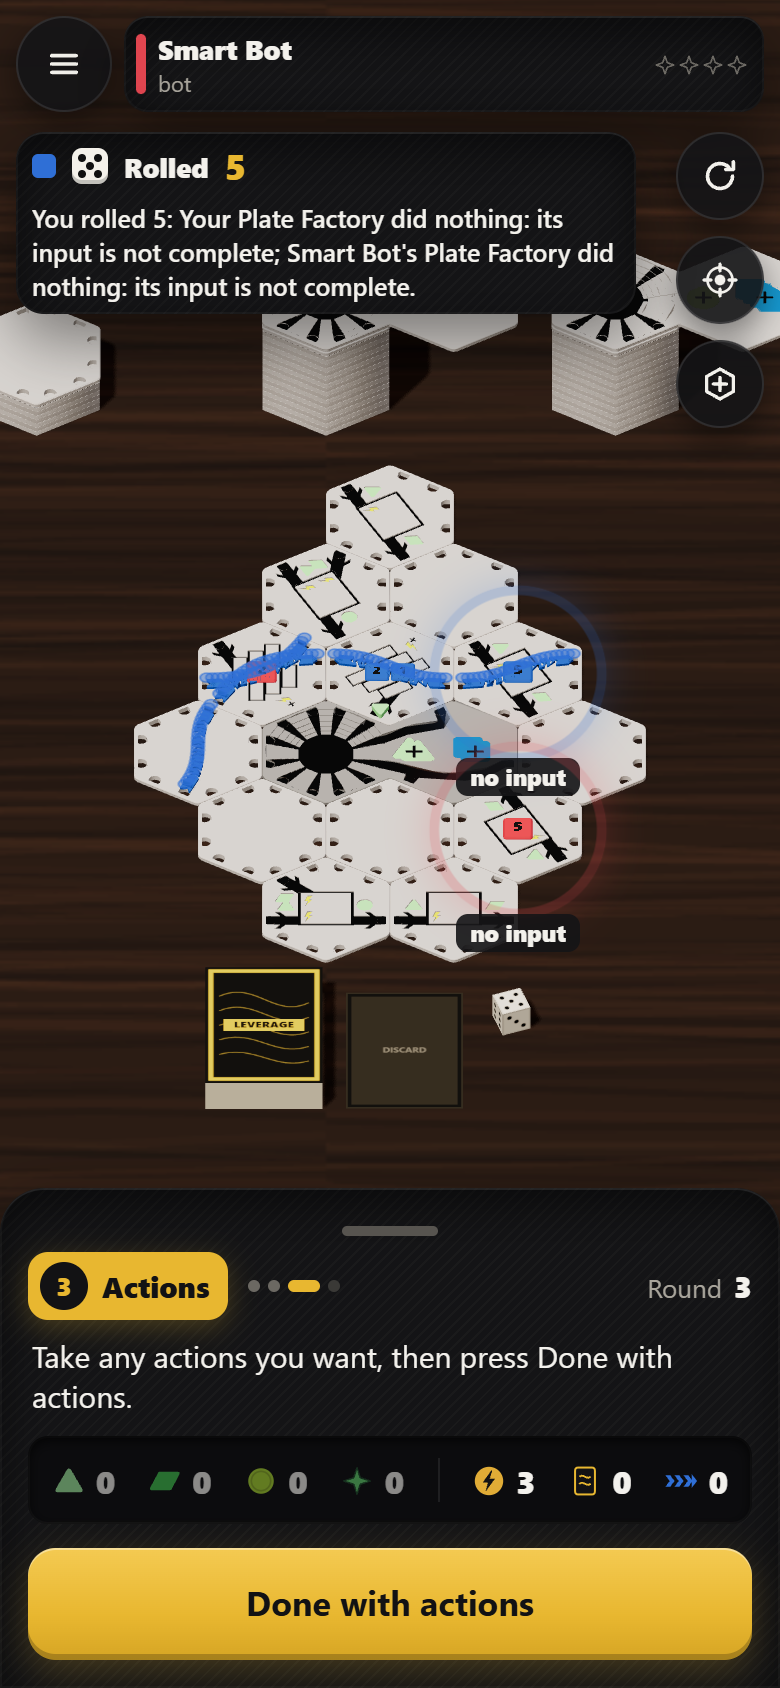 Smart Bot
bot
Rolled 5
You rolled 5: Your Plate Factory did nothing: its
input is not complete; Smart Bot's Plate Factory did
nothing: its input is not complete.
no input
5
no input
LEVERAGE
DISCARD
3 Actions
Round 3
Take any actions you want, then press Done with
actions.
0 0 0 0 3 0 0
Done with actions